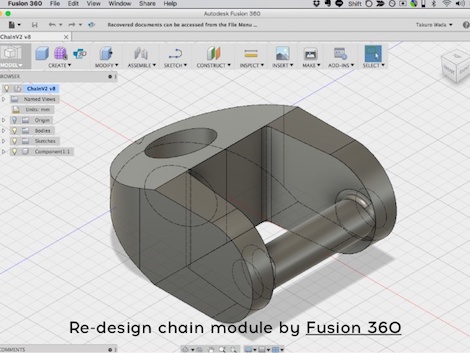 Fusion 360 File Edit View Window Help Shift
Autodesk Fusion 360
Recovered documents can be accessed from the File Menu ...
Takuro Wada
ChainV2 v8
MODEL CREATE MODIFY ASSEMBLE SKETCH CONSTRUCT INSPECT INSERT MAKE ADD-INS SELECT
BROWSER
ChainV2 v8
Named Views
Units: mm
Origin
Bodies
Sketches
Component1:1
Re-design chain module by Fusion 360
COMMENTS